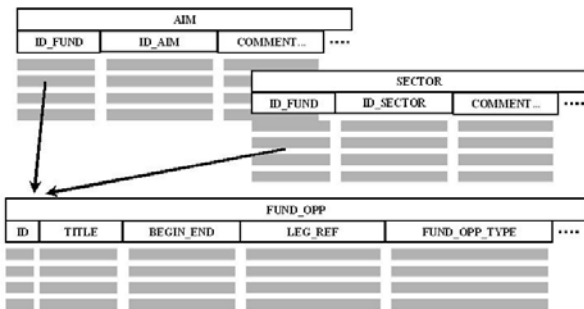 AIM
ID_FUND ID_AIM COMMENT... ....
SECTOR
ID_FUND ID_SECTOR COMMENT... ....
FUND_OPP
ID TITLE BEGIN_END LEG_REF FUND_OPP_TYPE ....